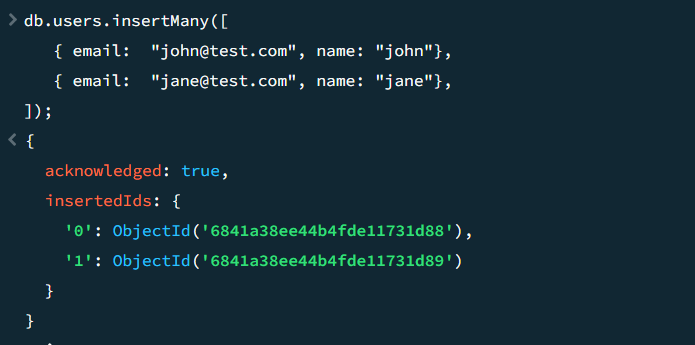 > db.users.insertMany([
{ email:  "john@test.com", name: "john"},
{ email:  "jane@test.com", name: "jane"},
]);
< {
acknowledged: true,
insertedIds: {
'0': ObjectId('6841a38ee44b4fde11731d88'),
'1': ObjectId('6841a38ee44b4fde11731d89')
}
}